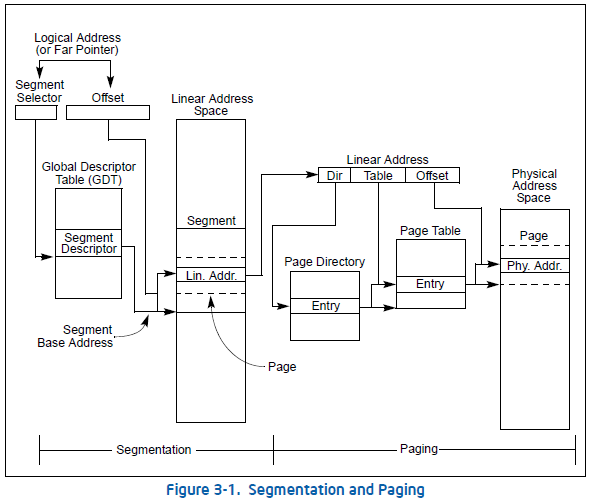 Logical Address
(or Far Pointer)
Segment
Selector
Offset
Linear Address
Space
Global Descriptor
Table (GDT)
Segment
Descriptor
Segment
Lin. Addr.
Segment
Base Address
Page
Linear Address
Dir
Table
Offset
Physical
Address
Space
Page Table
Page Directory
Entry
Entry
Page
Phy. Addr.
Segmentation
Paging
Figure 3-1. Segmentation and Paging